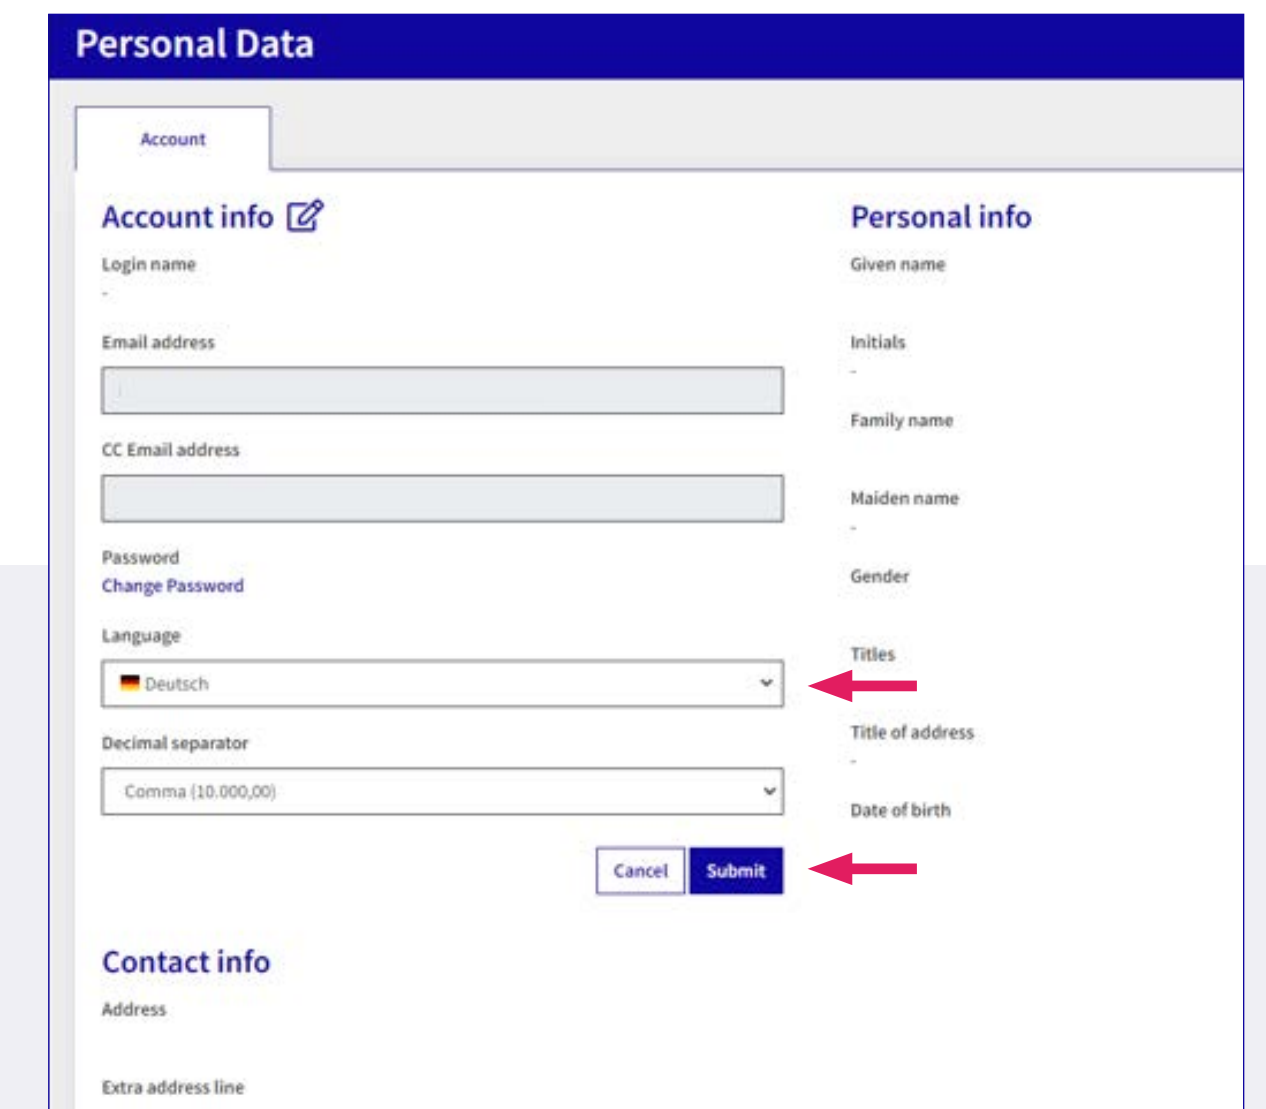 Personal Data
Account
Account info
Login name
-
Email address
CC Email address
Password
Change Password
Language
Deutsch
Decimal separator
Comma (10.000,00)
Cancel
Submit
Contact info
Address
Extra address line
Personal info
Given name
Initials
-
Family name
Maiden name
-
Gender
Titles
Title of address
-
Date of birth